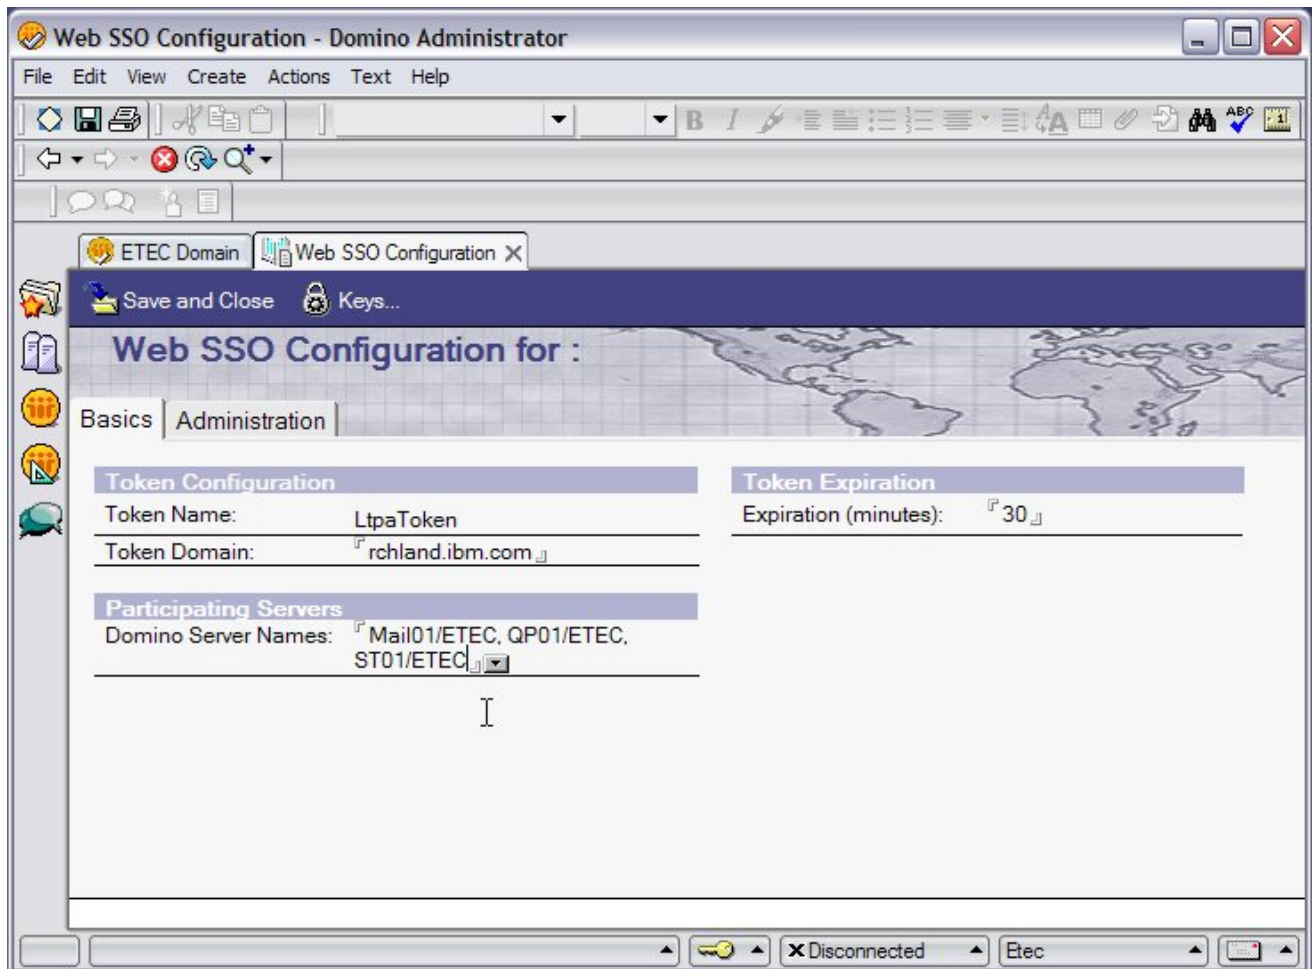 Web SSO Configuration - Domino Administrator
File Edit View Create Actions Text Help
B I A A ABC 1
ETEC Domain Web SSO Configuration
Save and Close Keys...
Web SSO Configuration for :
Basics Administration
Token Configuration Token Expiration
Token Name: LtpaToken Expiration (minutes): 30
Token Domain: rchland.ibm.com
Participating Servers
Domino Server Names: Mail01/ETEC, QP01/ETEC,
ST01/ETEC
Disconnected Etec